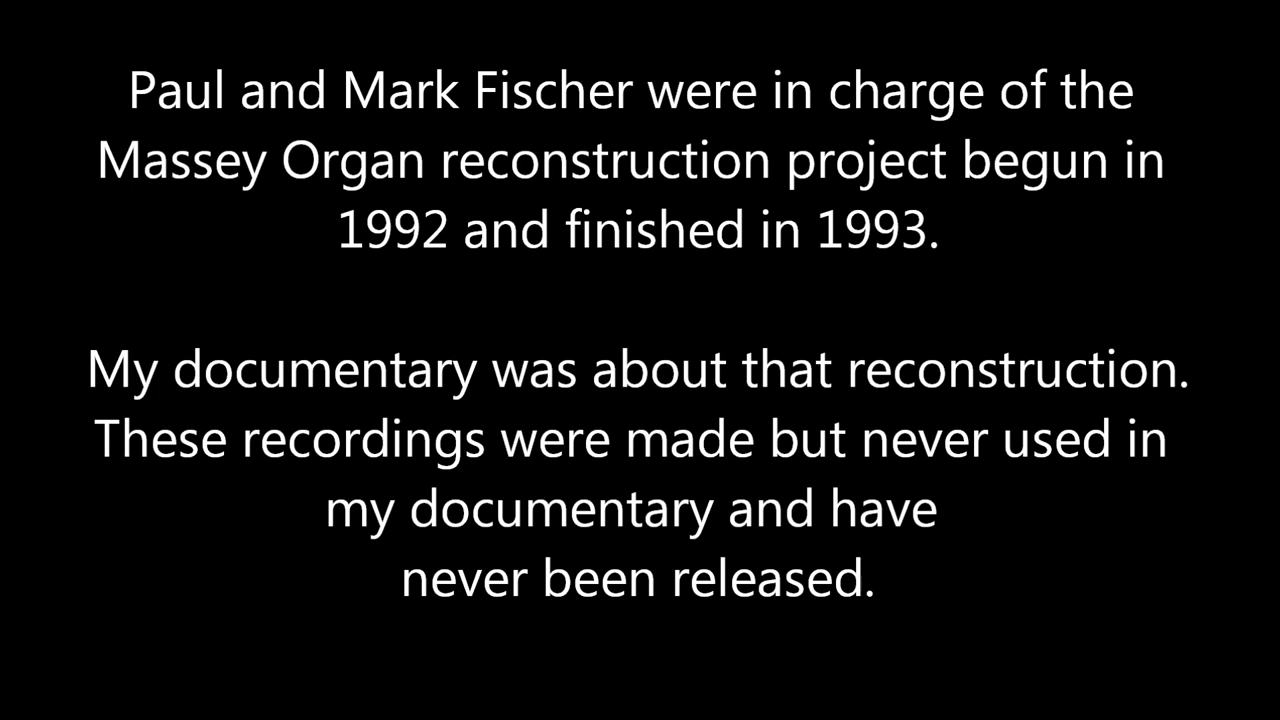 Paul and Mark Fischer were in charge of the
Massey Organ reconstruction project begun in
1992 and finished in 1993.
My documentary was about that reconstruction.
These recordings were made but never used in
my documentary and have
never been released.